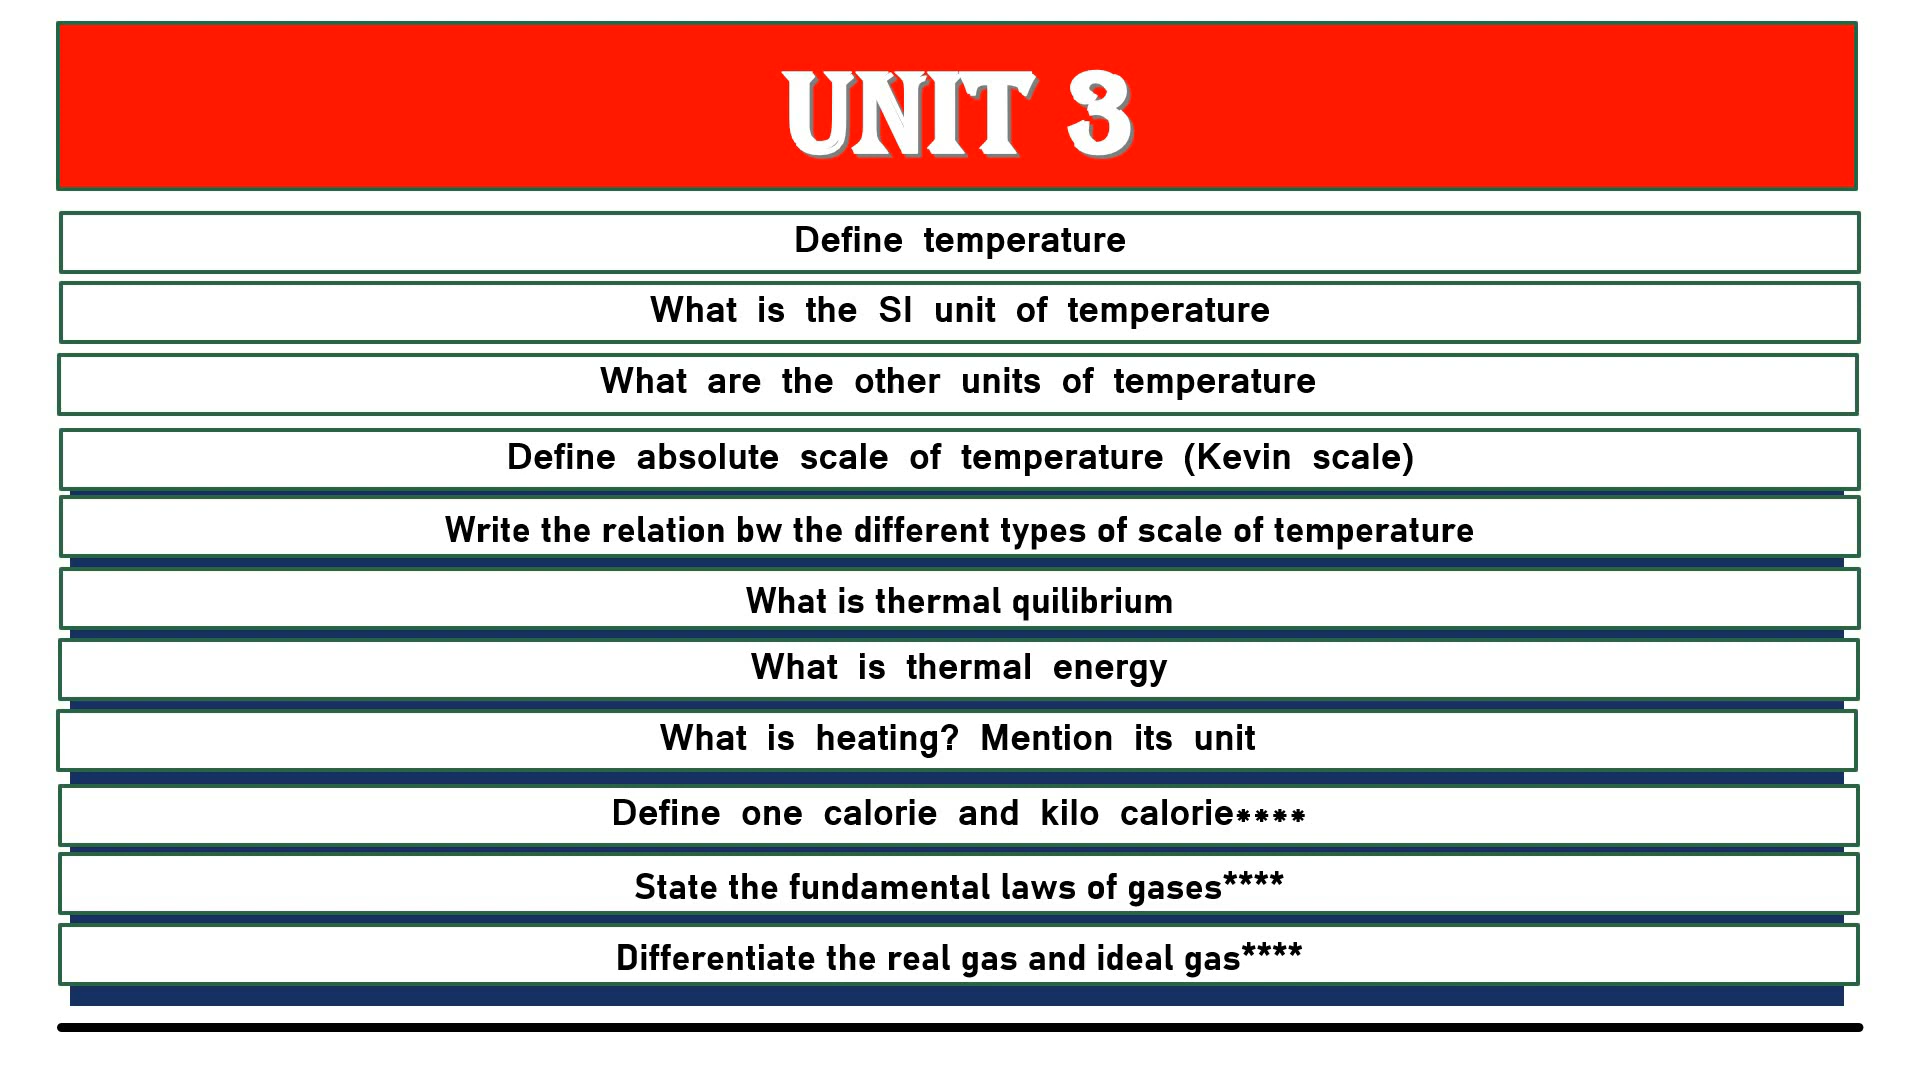 UNIT 3
Define temperature
What is the SI unit of temperature
What are the other units of temperature
Define absolute scale of temperature (Kevin scale)
Write the relation bw the different types of scale of temperature
What is thermal quilibrium
What is thermal energy
What is heating? Mention its unit
Define one calorie and kilo calorie****
State the fundamental laws of gases****
Differentiate the real gas and ideal gas****